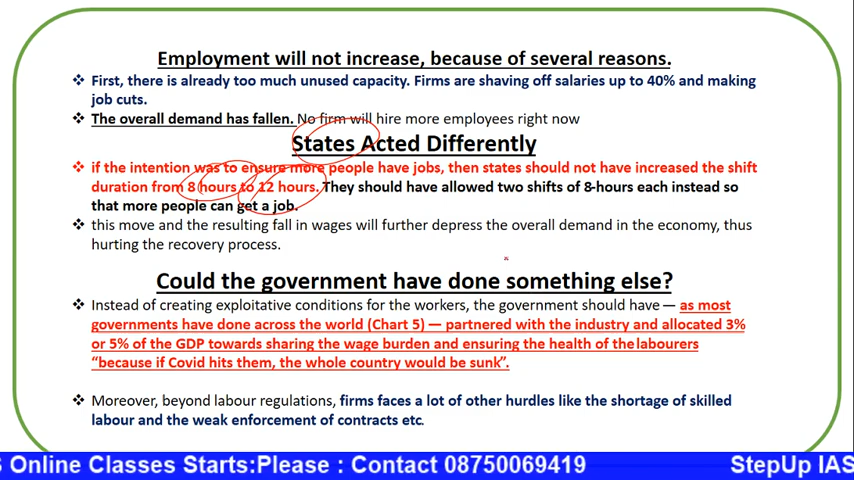 Employment will not increase, because of several reasons.
❖ First, there is already too much unused capacity. Firms are shaving off salaries up to 40% and making
job cuts.
❖ The overall demand has fallen. No firm will hire more employees right now
States Acted Differently
❖ if the intention was to ensure more people have jobs, then states should not have increased the shift
duration from 8 hours to 12 hours. They should have allowed two shifts of 8-hours each instead so
that more people can get a job.
❖ this move and the resulting fall in wages will further depress the overall demand in the economy, thus
hurting the recovery process.
Could the government have done something else?
❖ Instead of creating exploitative conditions for the workers, the government should have — as most
governments have done across the world (Chart 5) — partnered with the industry and allocated 3%
or 5% of the GDP towards sharing the wage burden and ensuring the health of the labourers
“because if Covid hits them, the whole country would be sunk”.
❖ Moreover, beyond labour regulations, firms faces a lot of other hurdles like the shortage of skilled
labour and the weak enforcement of contracts etc.
Online Classes Starts:Please : Contact 08750069419 StepUp IAS